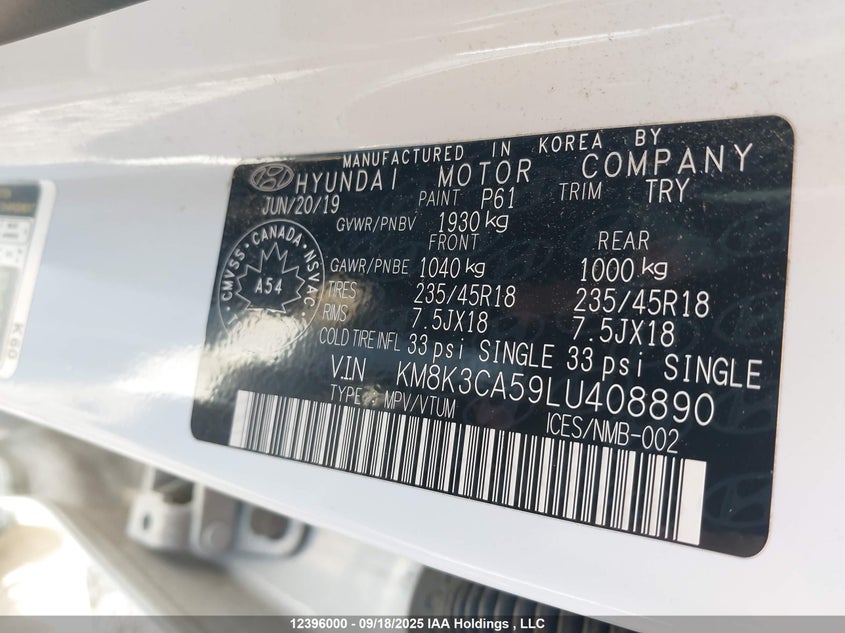 MANUFACTURED IN KOREA BY
HYUNDAI MOTOR COMPANY
JUN/20/19 PAINT P61 TRIM TRY
GVWR/PNBV 1930 kg
FRONT REAR
GAWR/PNBE 1040 kg 1000 kg
TIRES 235/45R18 235/45R18
RIMS 7.5JX18 7.5JX18
COLD TIRE INFL 33 psi SINGLE 33 psi SINGLE
V.IN KM8K3CA59LU408890
TYPE : MPV/VTUM ICES/NMB-002
CMVSS · CANADA · NSVAC
A54
K 60
12396000 - 09/18/2025 IAA Holdings , LLC